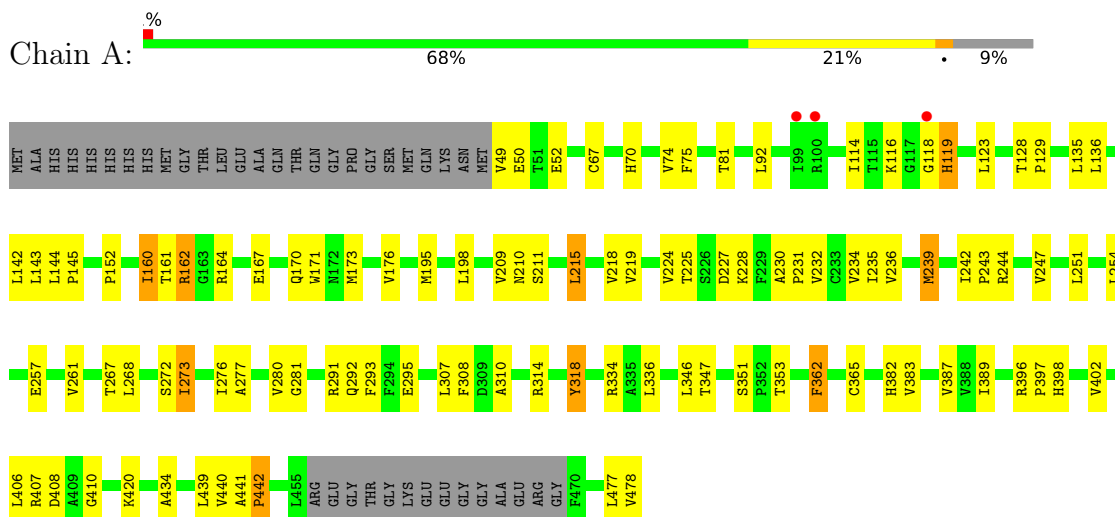 %
Chain A:
68% 21% • 9%
MET ALA HIS HIS HIS HIS HIS HIS MET GLY THR LEU GLU ALA GLN THR GLN GLY PRO GLY SER MET GLN LYS ASN MET V49 E50 T51 E52 C67 H70 V74 F75 T81 L92 I99 R100 I114 T115 K116 G117 G118 H119 L123 T128 P129 L135 L136
L142 L143 L144 P145 P152 I160 T161 R162 G163 R164 E167 Q170 W171 N172 M173 V176 M195 L198 V209 N210 S211 L215 V218 V219 V224 T225 S226 D227 K228 F229 A230 P231 V232 C233 V234 I235 V236 M239 I242 P243 R244 V247 L251 L254
E257 V261 T267 L268 S272 I273 I276 A277 V280 G281 R291 Q292 F293 F294 E295 L307 F308 D309 A310 R314 Y318 R334 A335 L336 L346 T347 S351 P352 T353 F362 C365 H382 V383 V387 V388 I389 R396 P397 H398 V402
L406 R407 D408 A409 G410 K420 A434 L439 V440 A441 P442 L455 ARG GLU GLY THR GLY LYS GLU GLU GLY GLY ALA GLU ARG GLY F470 L477 V478